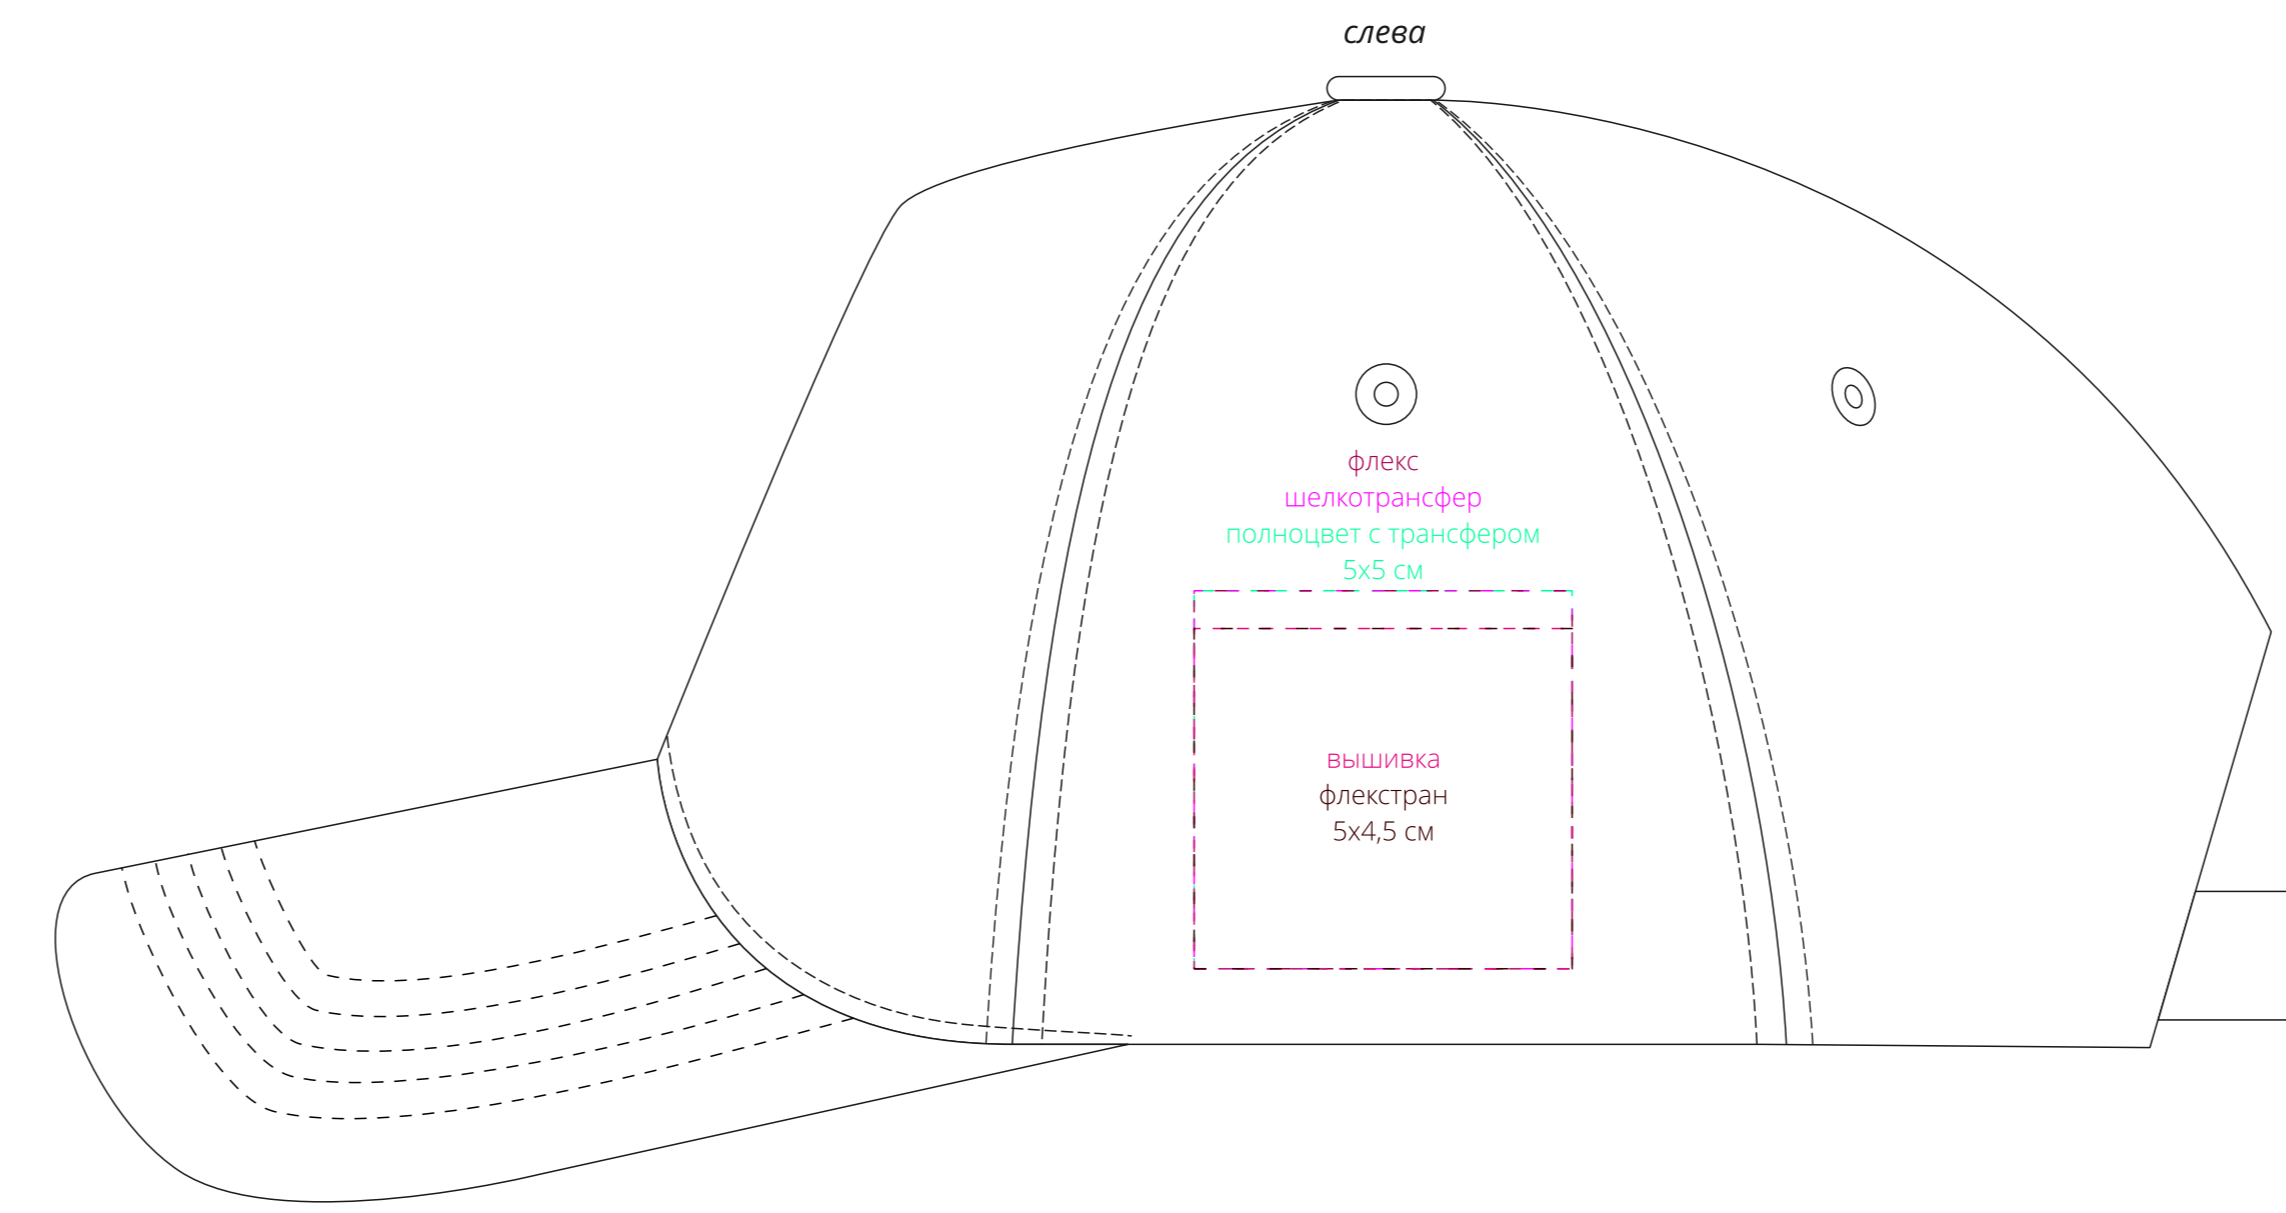 слева
флекс
шелкотрансфер
полноцвет с трансфером
5х5 см
вышивка
флекстран
5х4,5 см